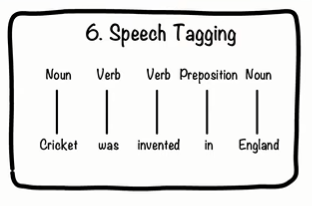 6. Speech Tagging
Noun Verb Verb Preposition Noun
Cricket was invented in England